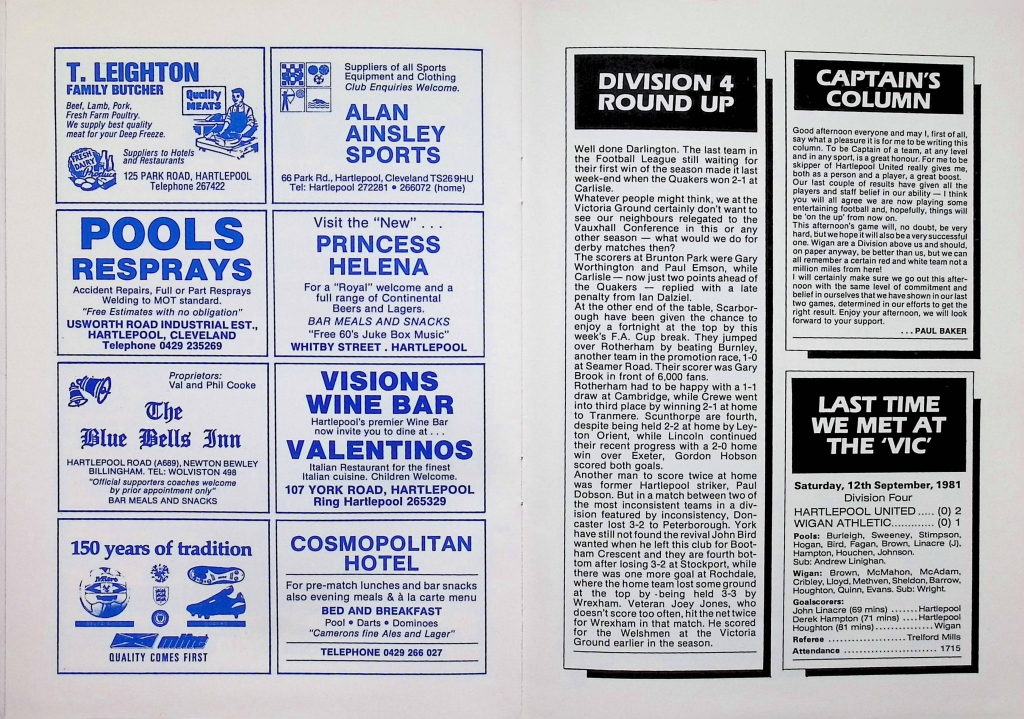 T. LEIGHTON
FAMILY BUTCHER
Beef, Lamb, Pork,
Fresh Farm Poultry.
We supply best quality
meat for your Deep Freeze.
Quality
MEATS
FRESH
DAIRY
Produce
Suppliers to Hotels
and Restaurants
125 PARK ROAD, HARTLEPOOL
Telephone 267422
Suppliers of all Sports
Equipment and Clothing
Club Enquiries Welcome.
ALAN
AINSLEY
SPORTS
66 Park Rd., Hartlepool, Cleveland TS26 9HU
Tel: Hartlepool 272281 • 266072 (home)
POOLS
RESPRAYS
Accident Repairs, Full or Part Resprays
Welding to MOT standard.
"Free Estimates with no obligation"
USWORTH ROAD INDUSTRIAL EST.,
HARTLEPOOL, CLEVELAND
Telephone 0429 235269
Visit the "New" . . .
PRINCESS
HELENA
For a "Royal" welcome and a
full range of Continental
Beers and Lagers.
BAR MEALS AND SNACKS
"Free 60's Juke Box Music"
WHITBY STREET . HARTLEPOOL
Proprietors:
Val and Phil Cooke
The
Blue Bells Inn
HARTLEPOOL ROAD (A689), NEWTON BEWLEY
BILLINGHAM. TEL: WOLVISTON 498
"Official supporters coaches welcome
by prior appointment only"
BAR MEALS AND SNACKS
VISIONS
WINE BAR
Hartlepool's premier Wine Bar
now invite you to dine at . . .
VALENTINOS
Italian Restaurant for the finest
Italian cuisine. Children Welcome.
107 YORK ROAD, HARTLEPOOL
Ring Hartlepool 265329
150 years of tradition
Mitre
mitre
QUALITY COMES FIRST
COSMOPOLITAN
HOTEL
For pre-match lunches and bar snacks
also evening meals & à la carte menu
BED AND BREAKFAST
Pool • Darts • Dominoes
"Camerons fine Ales and Lager"
TELEPHONE 0429 266 027
DIVISION 4
ROUND UP
Well done Darlington. The last team in
the Football League still waiting for
their first win of the season made it last
week-end when the Quakers won 2-1 at
Carlisle.
Whatever people might think, we at the
Victoria Ground certainly don't want to
see our neighbours relegated to the
Vauxhall Conference in this or any
other season — what would we do for
derby matches then?
The scorers at Brunton Park were Gary
Worthington and Paul Emson, while
Carlisle — now just two points ahead of
the Quakers — replied with a late
penalty from Ian Dalziel.
At the other end of the table, Scarbor-
ough have been given the chance to
enjoy a fortnight at the top by this
week's F.A. Cup break. They jumped
over Rotherham by beating Burnley,
another team in the promotion race, 1-0
at Seamer Road. Their scorer was Gary
Brook in front of 6,000 fans.
Rotherham had to be happy with a 1-1
draw at Cambridge, while Crewe went
into third place by winning 2-1 at home
to Tranmere. Scunthorpe are fourth,
despite being held 2-2 at home by Ley-
ton Orient, while Lincoln continued
their recent progress with a 2-0 home
win over Exeter, Gordon Hobson
scored both goals.
Another man to score twice at home
was former Hartlepool striker, Paul
Dobson. But in a match between two of
the most inconsistent teams in a div-
ision featured by inconsistency, Don-
caster lost 3-2 to Peterborough. York
have still not found the revival John Bird
wanted when he left this club for Boot-
ham Crescent and they are fourth bott-
om after losing 3-2 at Stockport, while
there was one more goal at Rochdale,
where the home team lost some ground
at the top by being held 3-3 by
Wrexham. Veteran Joey Jones, who
doesn't score too often, hit the net twice
for Wrexham in that match. He scored
for the Welshmen at the Victoria
Ground earlier in the season.
CAPTAIN'S
COLUMN
Good afternoon everyone and may I, first of all,
say what a pleasure it is for me to be writing this
column. To be Captain of a team, at any level
and in any sport, is a great honour. For me to be
skipper of Hartlepool United really gives me,
both as a person and a player, a great boost.
Our last couple of results have given all the
players and staff belief in our ability — I think
you will all agree we are now playing some
entertaining football and, hopefully, things will
be 'on the up' from now on.
This afternoon's game will, no doubt, be very
hard, but we hope it will also be a very successful
one. Wigan are a Division above us and should,
on paper anyway, be better than us, but we can
all remember a certain red and white team not a
million miles from here!
I will certainly make sure we go out this after-
noon with the same level of commitment and
belief in ourselves that we have shown in our last
two games, determined in our efforts to get the
right result. Enjoy your afternoon, we will look
forward to your support.
. . . PAUL BAKER
LAST TIME
WE MET AT
THE 'VIC'
Saturday, 12th September, 1981
Division Four
HARTLEPOOL UNITED ..... (0) 2
WIGAN ATHLETIC............ (0) 1
Pools: Burleigh, Sweeney, Stimpson,
Hogan, Bird, Fagan, Brown, Linacre (J),
Hampton, Houchen, Johnson.
Sub: Andrew Linighan.
Wigan: Brown, McMahon, McAdam,
Cribley, Lloyd, Methven, Sheldon, Barrow,
Houghton, Quinn, Evans. Sub: Wright.
Goalscorers:
John Linacre (69 mins) ....... Hartlepool
Derek Hampton (71 mins) .... Hartlepool
Houghton (81 mins) .............. Wigan
Referee .................... Trelford Mills
Attendance ........................ 1715